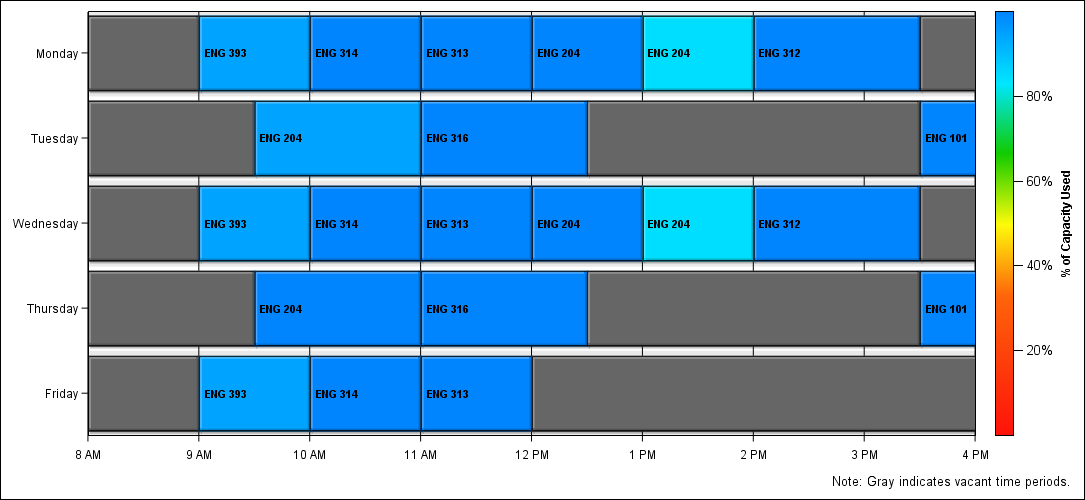 Monday
ENG 393 ENG 314 ENG 313 ENG 204 ENG 204 ENG 312
Tuesday
ENG 204 ENG 316 ENG 101
Wednesday
ENG 393 ENG 314 ENG 313 ENG 204 ENG 204 ENG 312
Thursday
ENG 204 ENG 316 ENG 101
Friday
ENG 393 ENG 314 ENG 313
8 AM 9 AM 10 AM 11 AM 12 PM 1 PM 2 PM 3 PM 4 PM
80%
60%
40%
20%
% of Capacity Used
Note: Gray indicates vacant time periods.